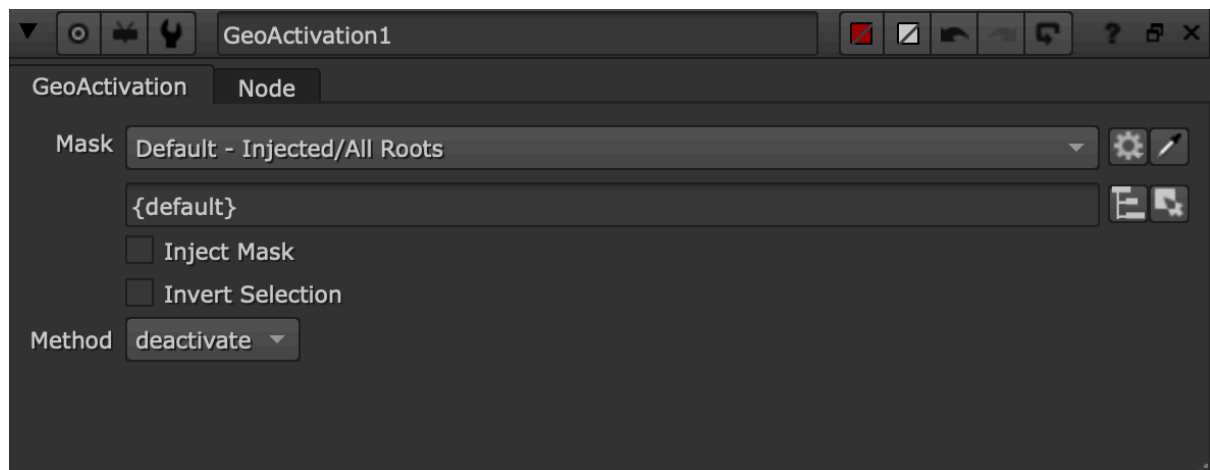 GeoActivation1
?
GeoActivation Node
Mask Default - Injected/All Roots
{default}
Inject Mask
Invert Selection
Method deactivate